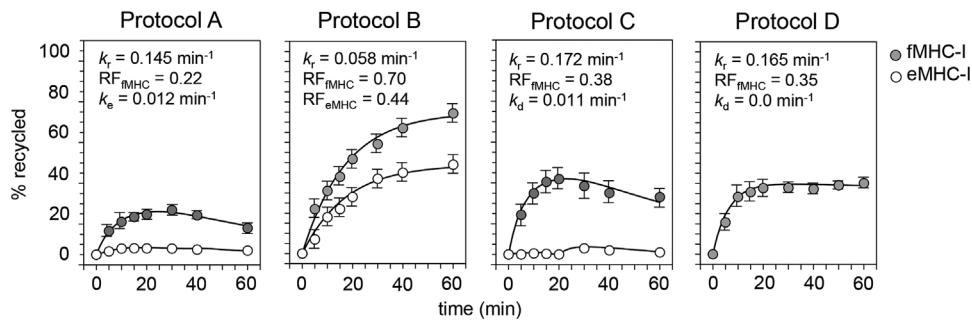 Protocol A
Protocol B
Protocol C
Protocol D
kr = 0.145 min-1
RFfMHC = 0.22
ke = 0.012 min-1
kr = 0.058 min-1
RFfMHC = 0.70
RFeMHC = 0.44
kr = 0.172 min-1
RFfMHC = 0.38
kd = 0.011 min-1
kr = 0.165 min-1
RFfMHC = 0.35
kd = 0.0 min-1
fMHC-I
eMHC-I
% recycled
100
80
60
40
20
0
0 20 40 60
0 20 40 60
0 20 40 60
0 20 40 60
time (min)